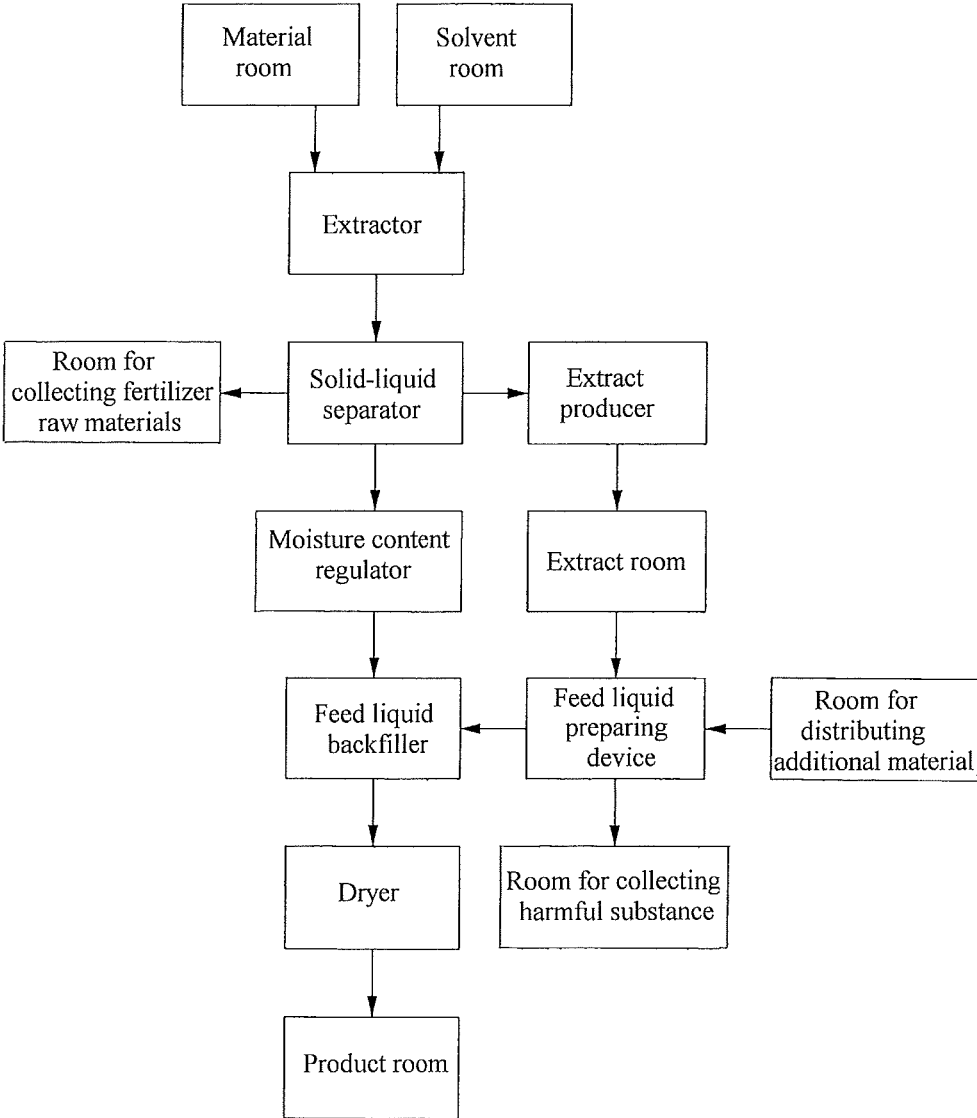 Material
room
Solvent
room
Extractor
Room for
collecting fertilizer
raw materials
Solid-liquid
separator
Extract
producer
Moisture content
regulator
Extract room
Feed liquid
backfiller
Feed liquid
preparing
device
Room for
distributing
additional material
Dryer
Room for collecting
harmful substance
Product room